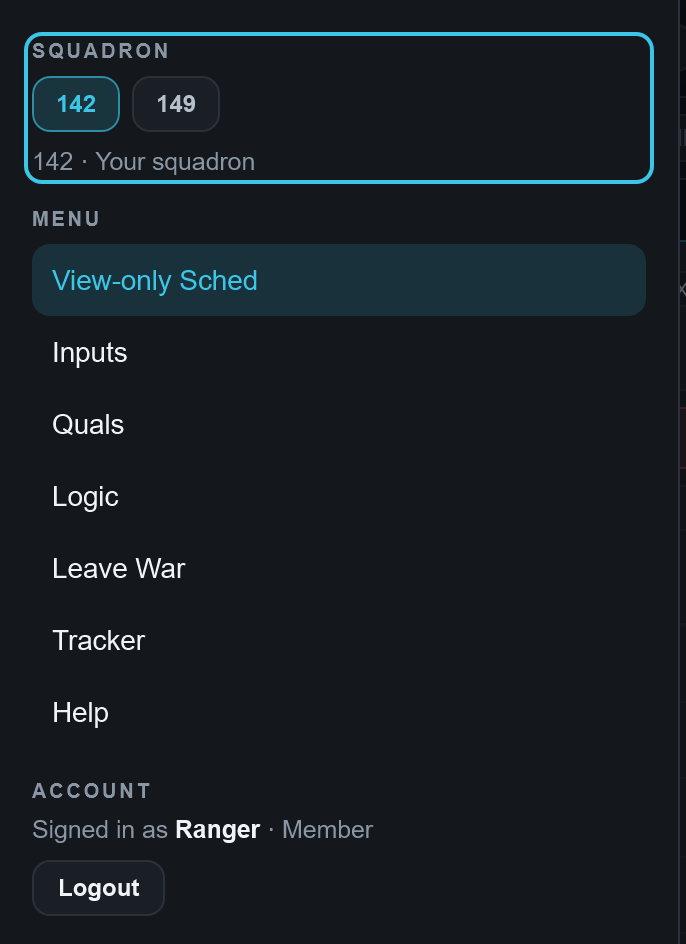 SQUADRON
142 149
142 · Your squadron
MENU
View-only Sched
Inputs
Quals
Logic
Leave War
Tracker
Help
ACCOUNT
Signed in as Ranger · Member
Logout